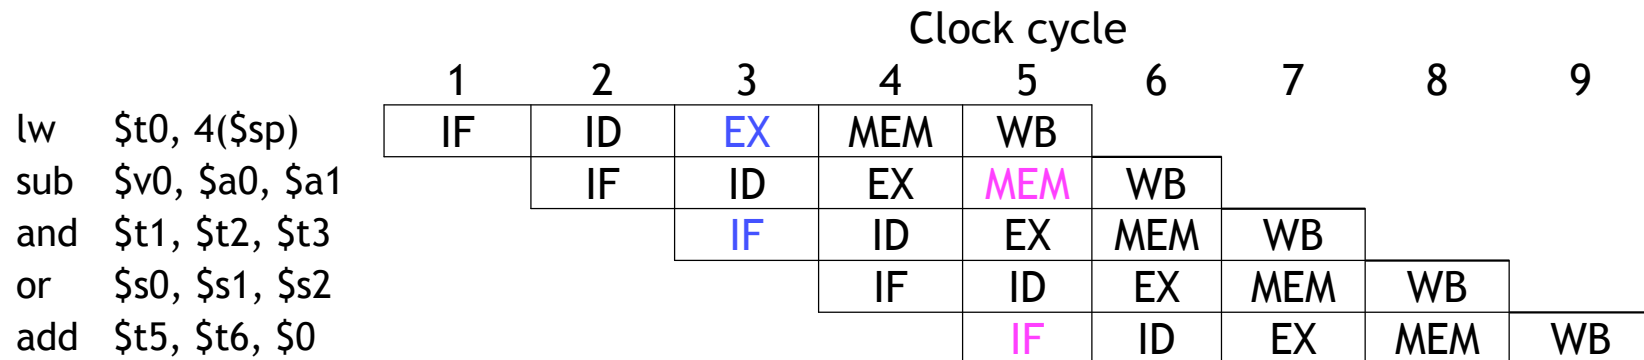 Clock cycle
1 2 3 4 5 6 7 8 9
lw $t0, 4($sp) IF ID EX MEM WB
sub $v0, $a0, $a1 IF ID EX MEM WB
and $t1, $t2, $t3 IF ID EX MEM WB
or $s0, $s1, $s2 IF ID EX MEM WB
add $t5, $t6, $0 IF ID EX MEM WB